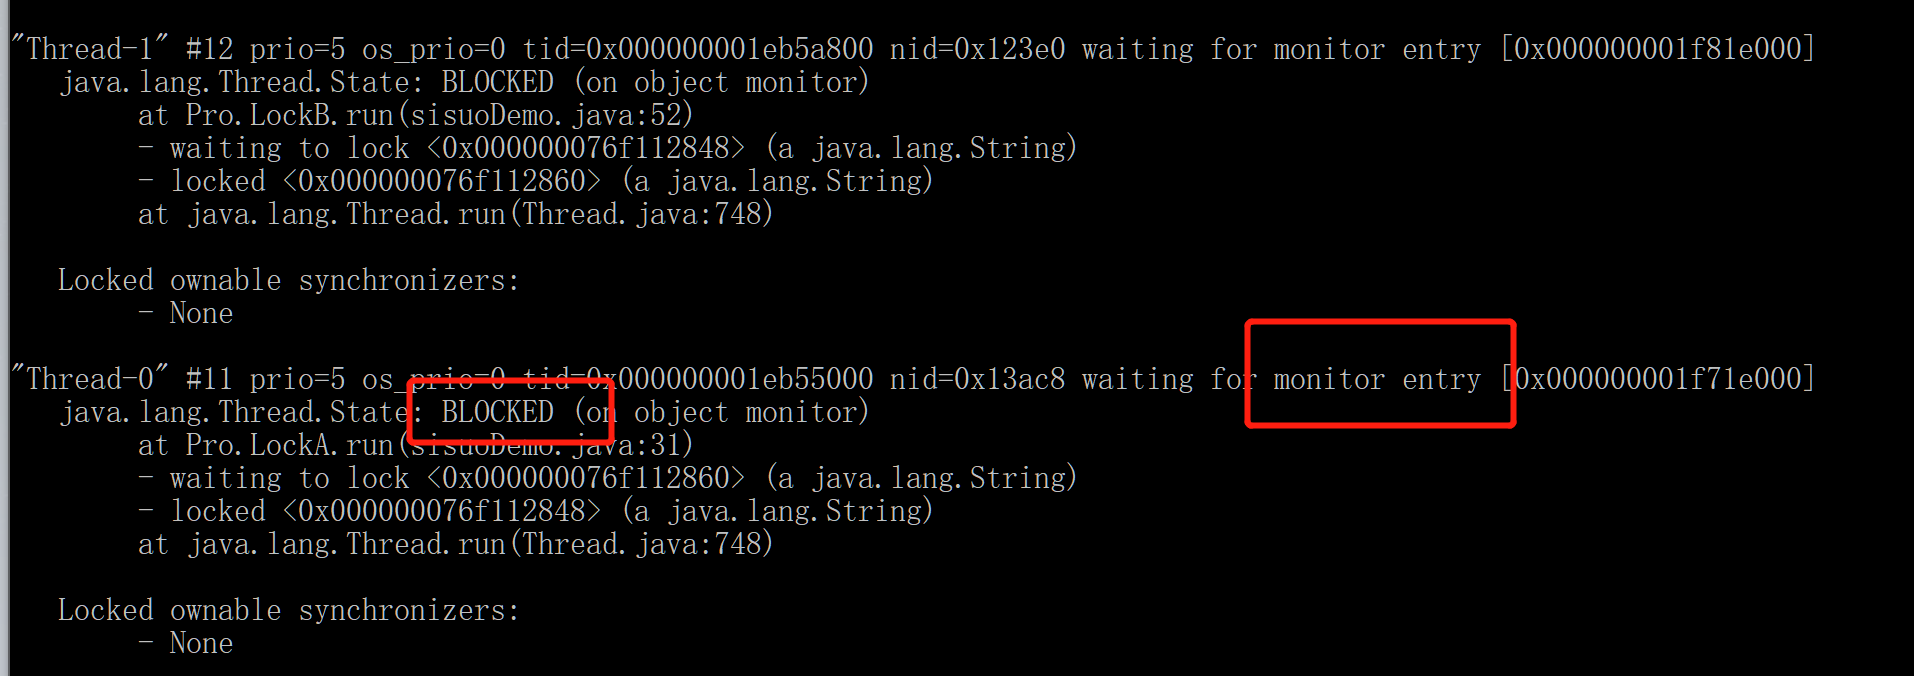 "Thread-1" #12 prio=5 os_prio=0 tid=0x000000001eb5a800 nid=0x123e0 waiting for monitor entry [0x000000001f81e000]
java.lang.Thread.State: BLOCKED (on object monitor)
at Pro.LockB.run(sisuoDemo.java:52)
- waiting to lock <0x000000076f112848> (a java.lang.String)
- locked <0x000000076f112860> (a java.lang.String)
at java.lang.Thread.run(Thread.java:748)
Locked ownable synchronizers:
- None
"Thread-0" #11 prio=5 os_prio=0 tid=0x000000001eb55000 nid=0x13ac8 waiting for monitor entry [0x000000001f71e000]
java.lang.Thread.State: BLOCKED (on object monitor)
at Pro.LockA.run(sisuoDemo.java:31)
- waiting to lock <0x000000076f112860> (a java.lang.String)
- locked <0x000000076f112848> (a java.lang.String)
at java.lang.Thread.run(Thread.java:748)
Locked ownable synchronizers:
- None